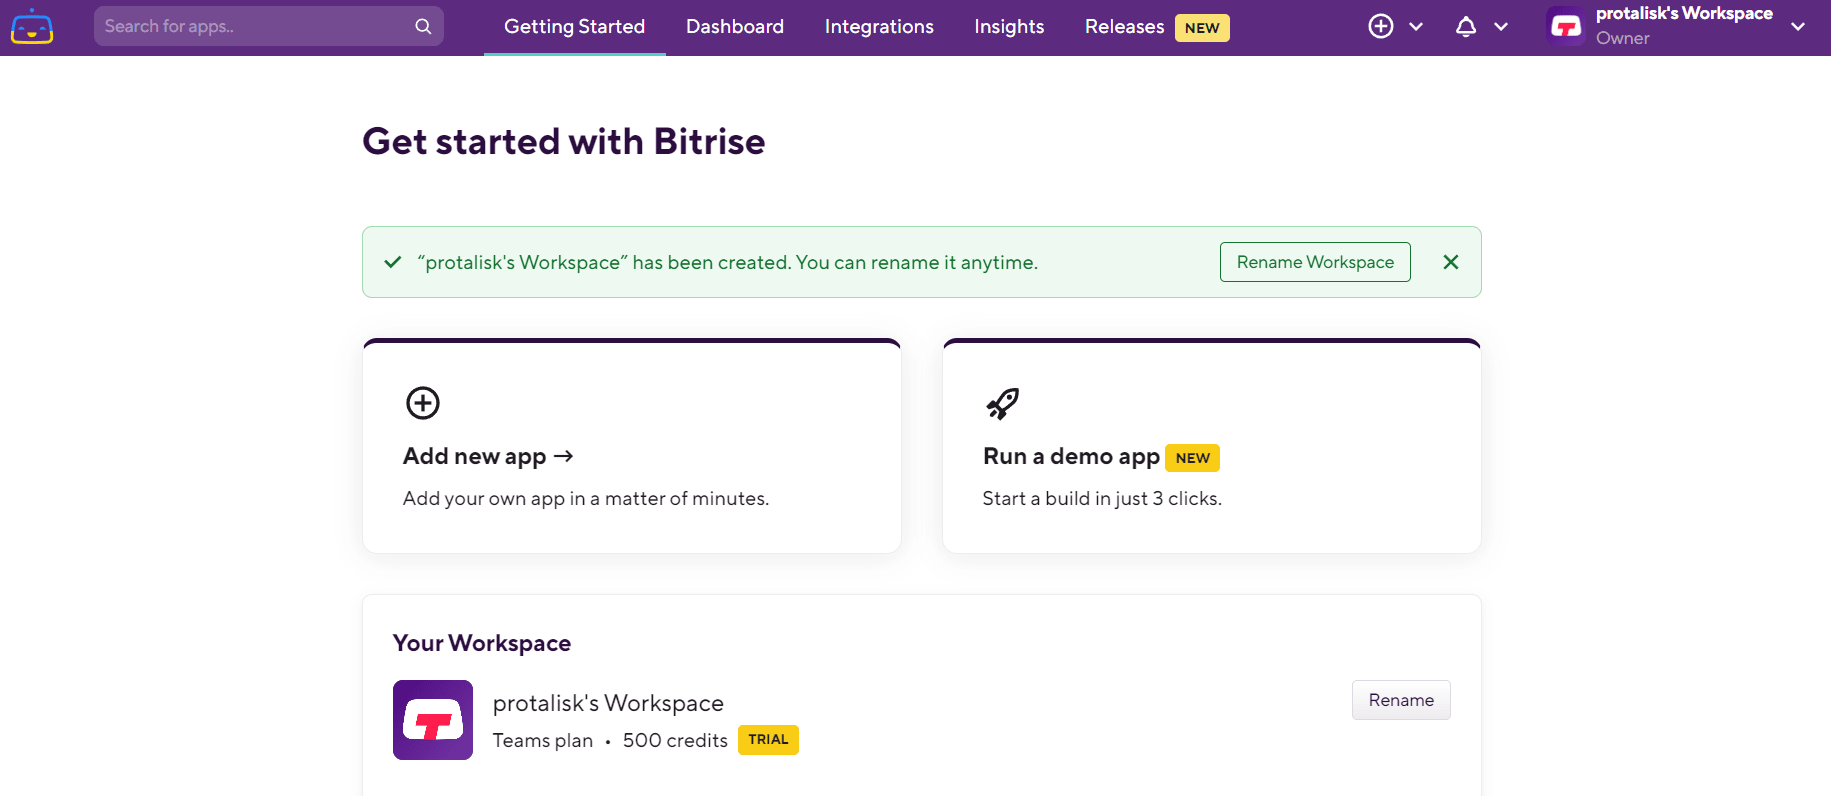 Search for apps..
Getting Started
Dashboard
Integrations
Insights
Releases NEW
protalisk's Workspace
Owner
Get started with Bitrise
“protalisk's Workspace” has been created. You can rename it anytime.
Rename Workspace
Add new app →
Add your own app in a matter of minutes.
Run a demo app NEW
Start a build in just 3 clicks.
Your Workspace
protalisk's Workspace
Teams plan • 500 credits TRIAL
Rename